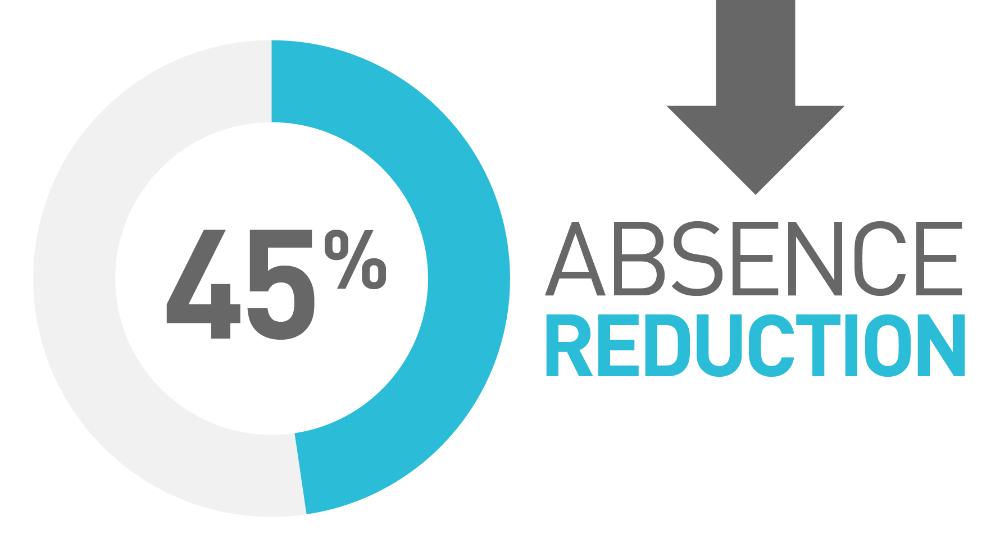 45%
ABSENCE
REDUCTION